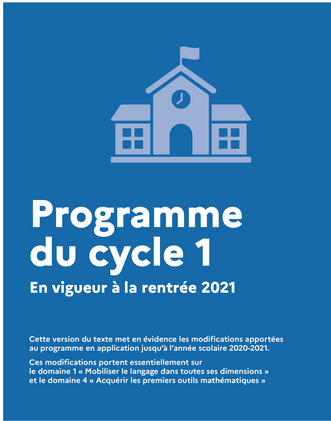 Programme
du cycle 1
En vigueur à la rentrée 2021
Cette version du texte met en évidence les modifications apportées
au programme en application jusqu'à l'année scolaire 2020-2021.
Ces modifications portent essentiellement sur
le domaine 1 « Mobiliser le langage dans toutes ses dimensions »
et le domaine 4 « Acquérir les premiers outils mathématiques »